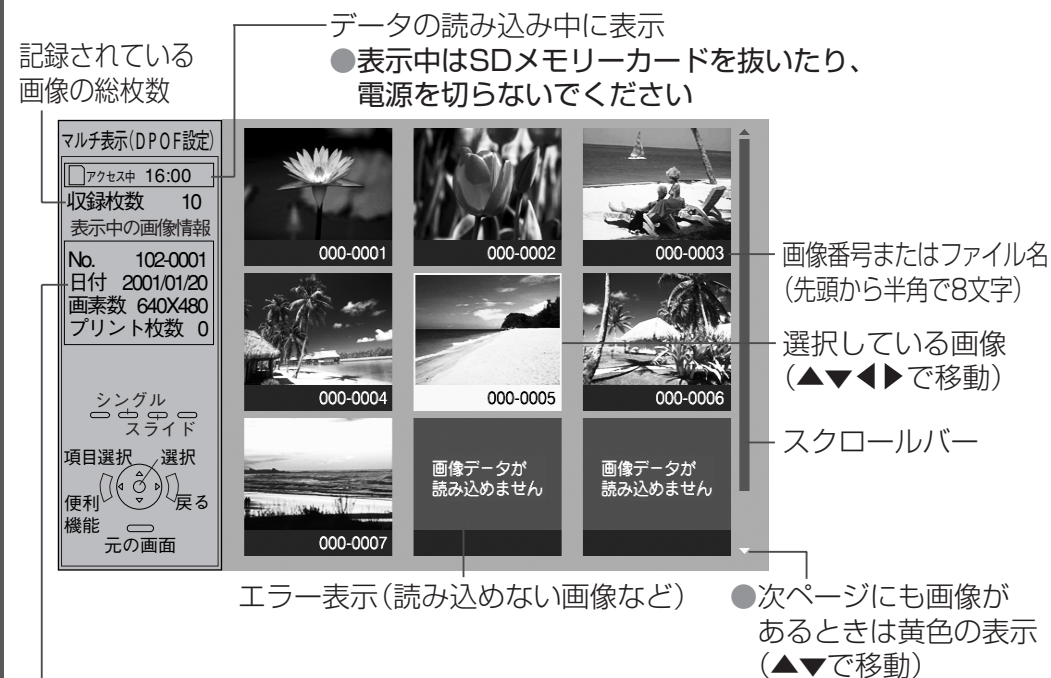 データの読み込み中に表示
●表示中はSDメモリーカードを抜いたり、
電源を切らないでください
記録されている
画像の総枚数
マルチ表示(DPOF設定)
アクセス中 16:00
収録枚数 10
表示中の画像情報
No. 102-0001
日付 2001/01/20
画素数 640X480
プリント枚数 0
シングル
スライド
項目選択 選択
便利
機能
戻る
元の画面
000-0001
000-0002
000-0003
000-0004
000-0005
000-0006
000-0007
画像データが
読み込めません
画像データが
読み込めません
画像番号またはファイル名
(先頭から半角で8文字)
選択している画像
(▲▼◀▶で移動)
スクロールバー
エラー表示(読み込めない画像など)
●次ページにも画像が
あるときは黄色の表示
(▲▼で移動)